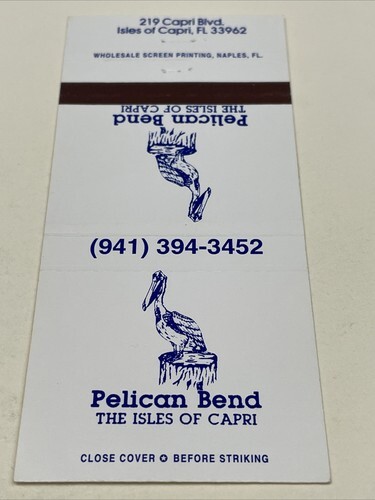 219 Capri Blvd.
Isles of Capri, FL 33962
WHOLESALE SCREEN PRINTING, NAPLES, FL.
THE ISLES OF CAPRI
Pelican Bend
(941) 394-3452
Pelican Bend
THE ISLES OF CAPRI
CLOSE COVER ✪ BEFORE STRIKING